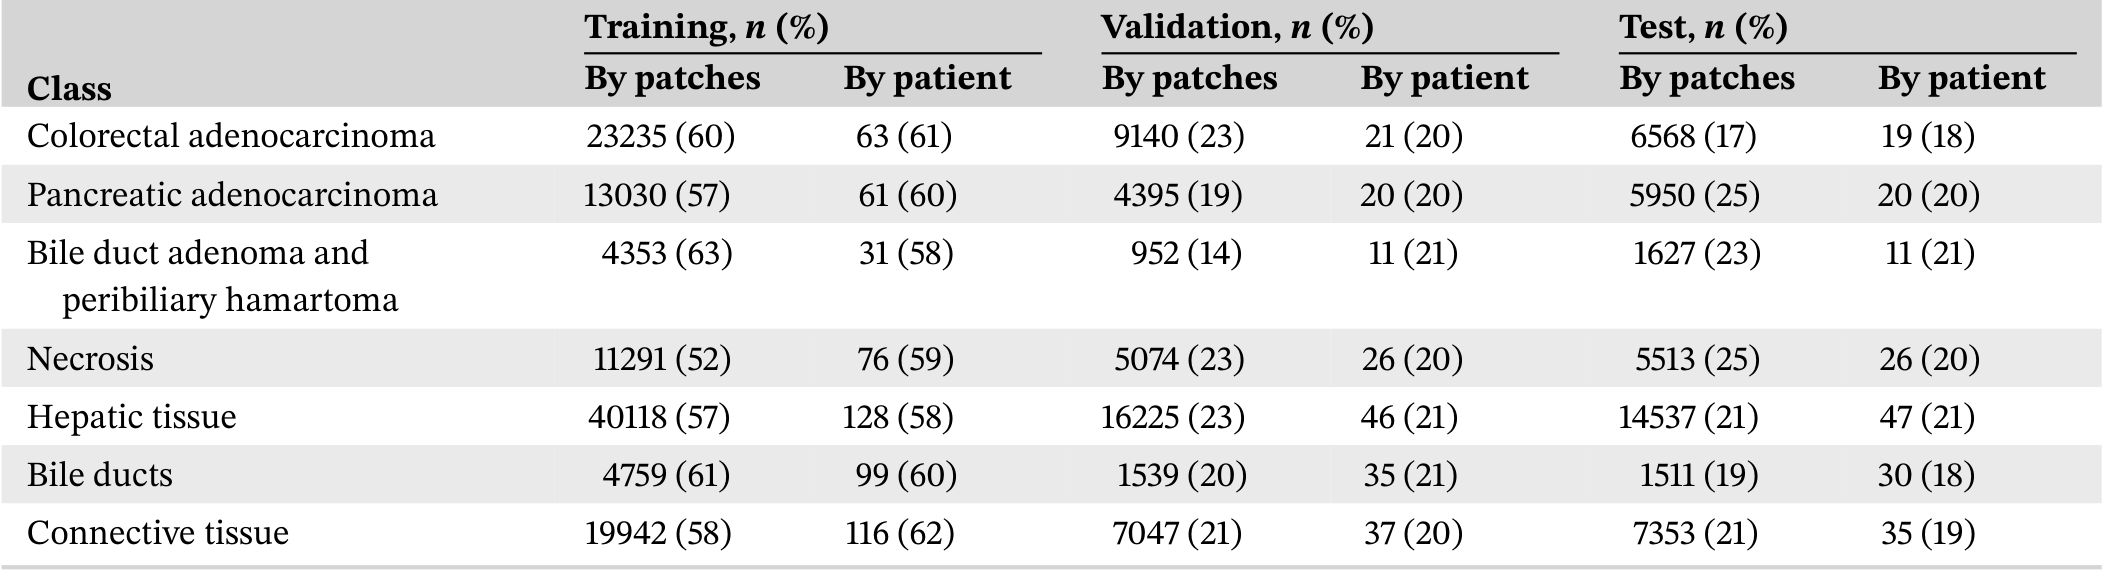 Training, n (%) Validation, n (%) Test, n (%)
Class By patches By patient By patches By patient By patches By patient
Colorectal adenocarcinoma 23235 (60) 63 (61) 9140 (23) 21 (20) 6568 (17) 19 (18)
Pancreatic adenocarcinoma 13030 (57) 61 (60) 4395 (19) 20 (20) 5950 (25) 20 (20)
Bile duct adenoma and 4353 (63) 31 (58) 952 (14) 11 (21) 1627 (23) 11 (21)
peribiliary hamartoma
Necrosis 11291 (52) 76 (59) 5074 (23) 26 (20) 5513 (25) 26 (20)
Hepatic tissue 40118 (57) 128 (58) 16225 (23) 46 (21) 14537 (21) 47 (21)
Bile ducts 4759 (61) 99 (60) 1539 (20) 35 (21) 1511 (19) 30 (18)
Connective tissue 19942 (58) 116 (62) 7047 (21) 37 (20) 7353 (21) 35 (19)